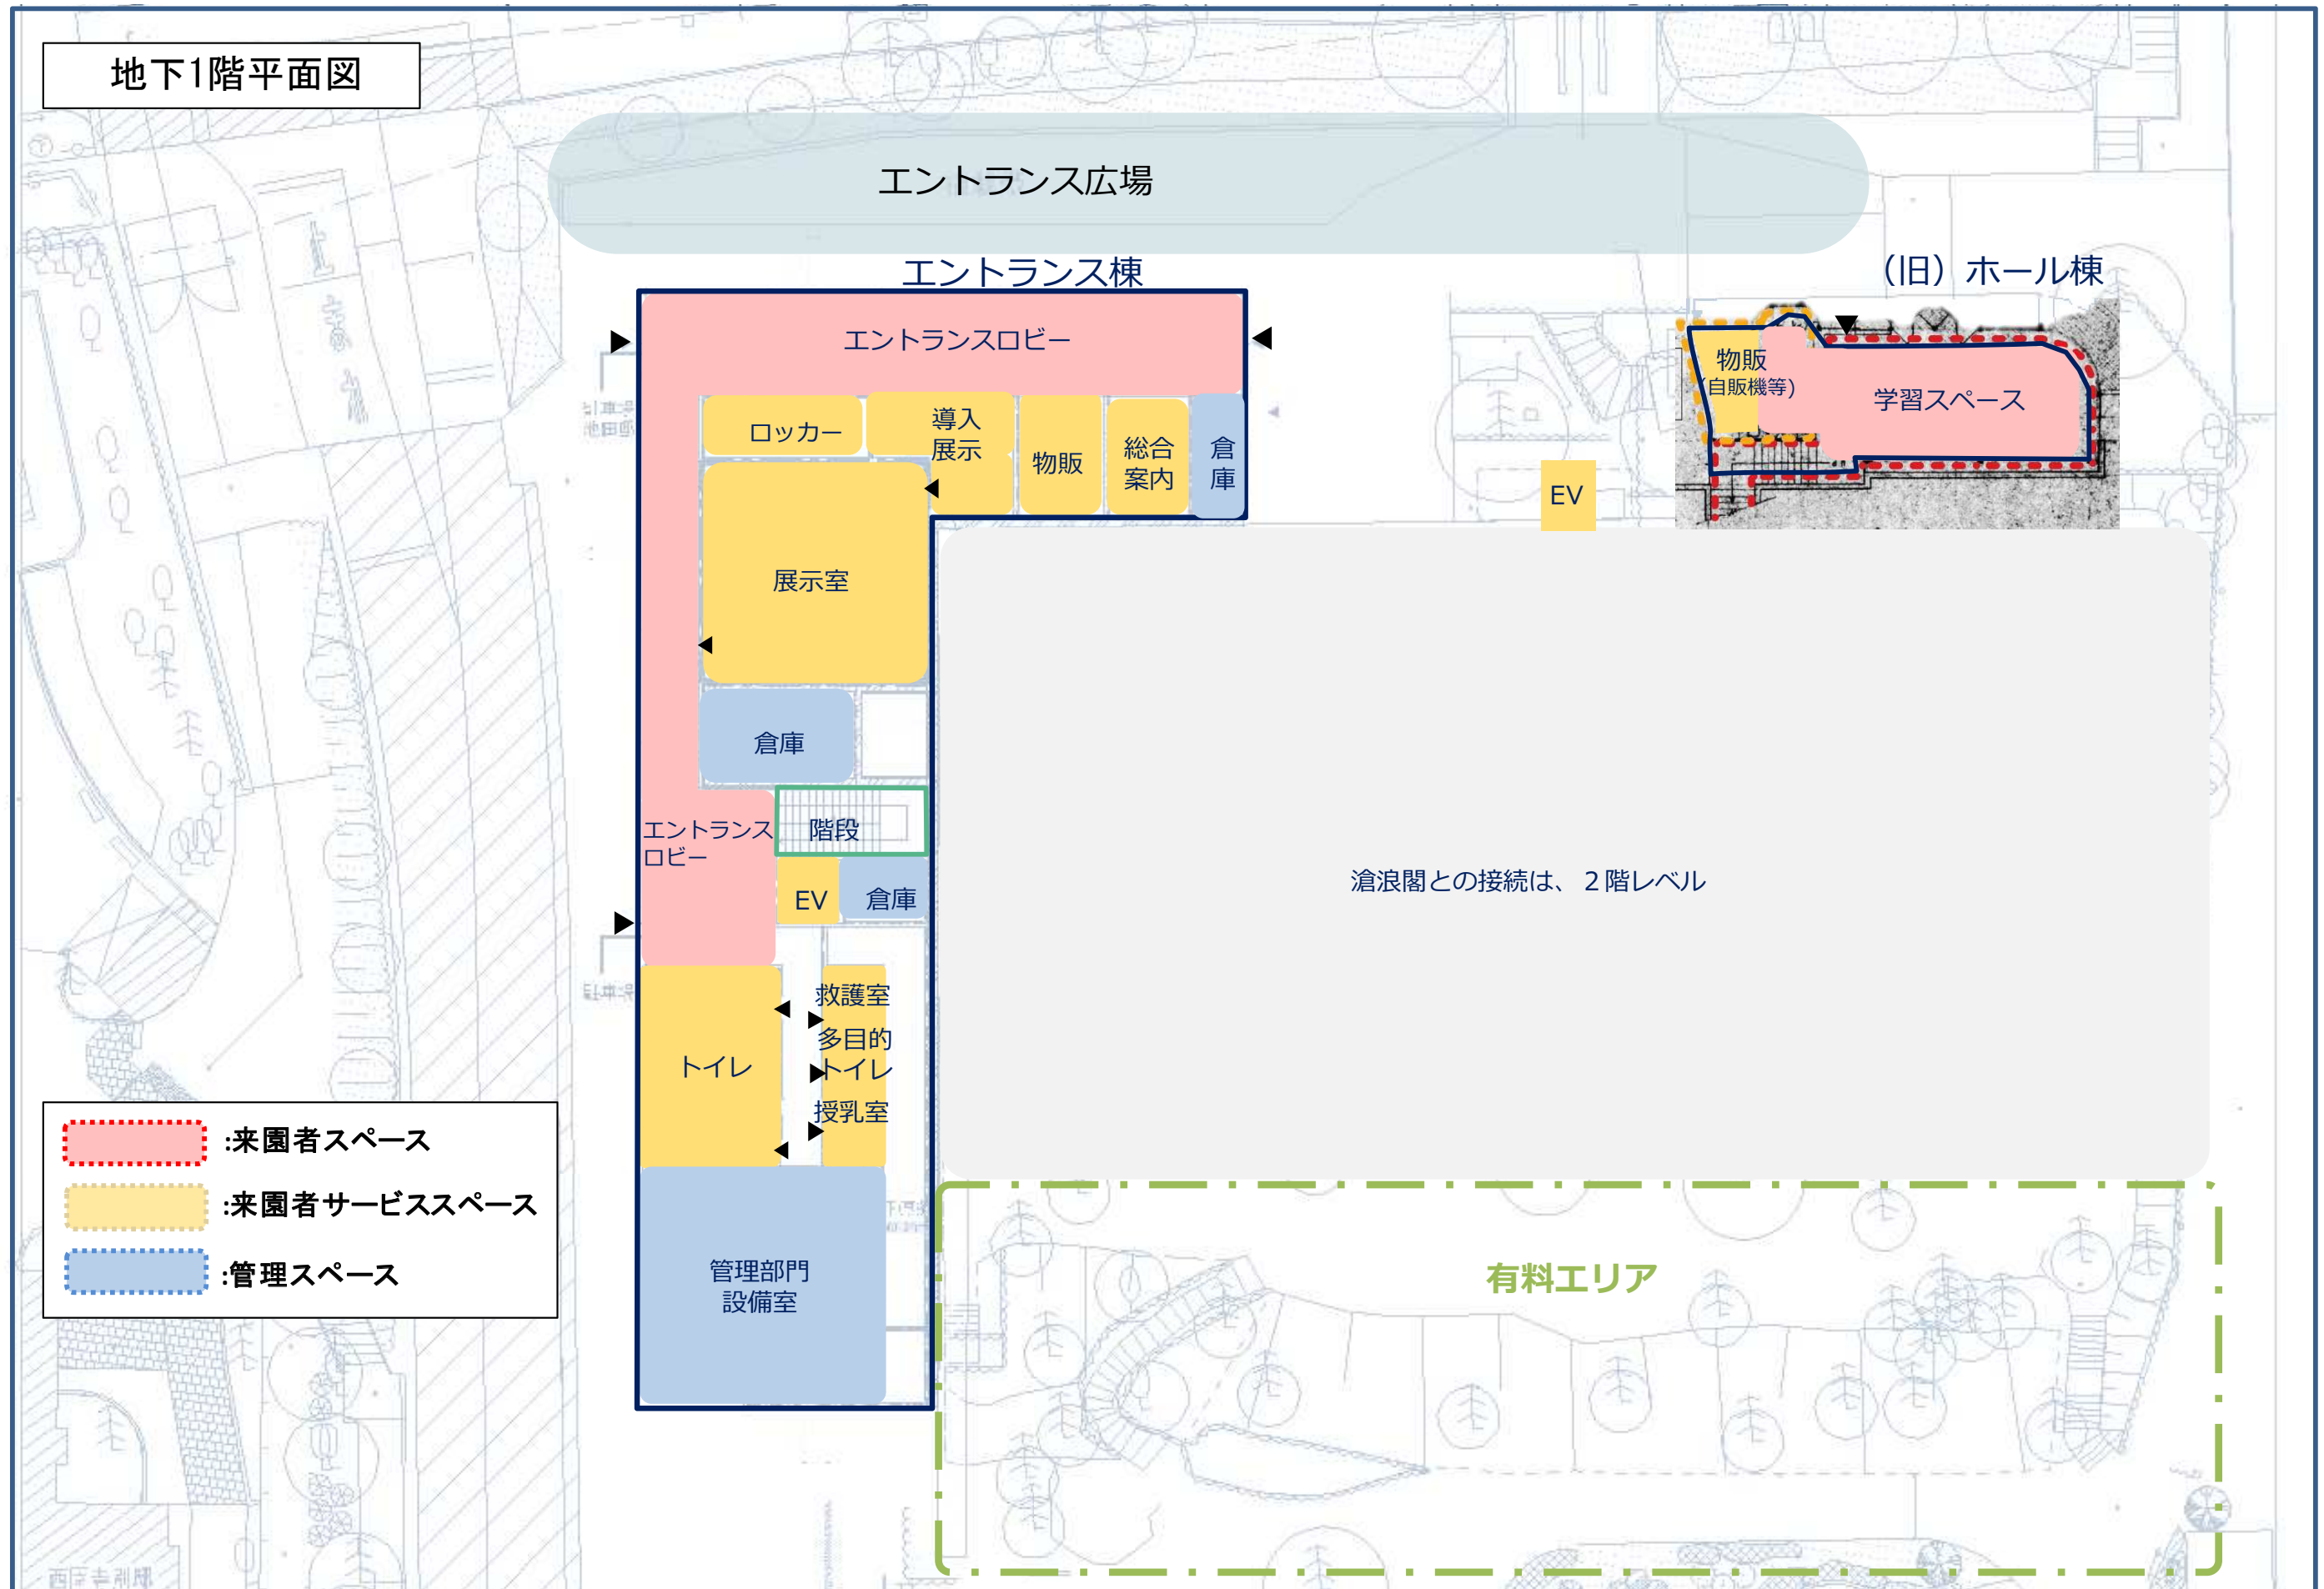 地下1階平面図
エントランス広場
エントランス棟
（旧）ホール棟
エントランスロビー
物販
(自販機等)
学習スペース
ロッカー
導入
展示
物販
総合
案内
倉
庫
EV
展示室
倉庫
エントランス
ロビー
階段
EV
倉庫
滄浪閣との接続は、２階レベル
救護室
多目的
トイレ
授乳室
トイレ
:来園者スペース
:来園者サービススペース
:管理スペース
管理部門
設備室
有料エリア